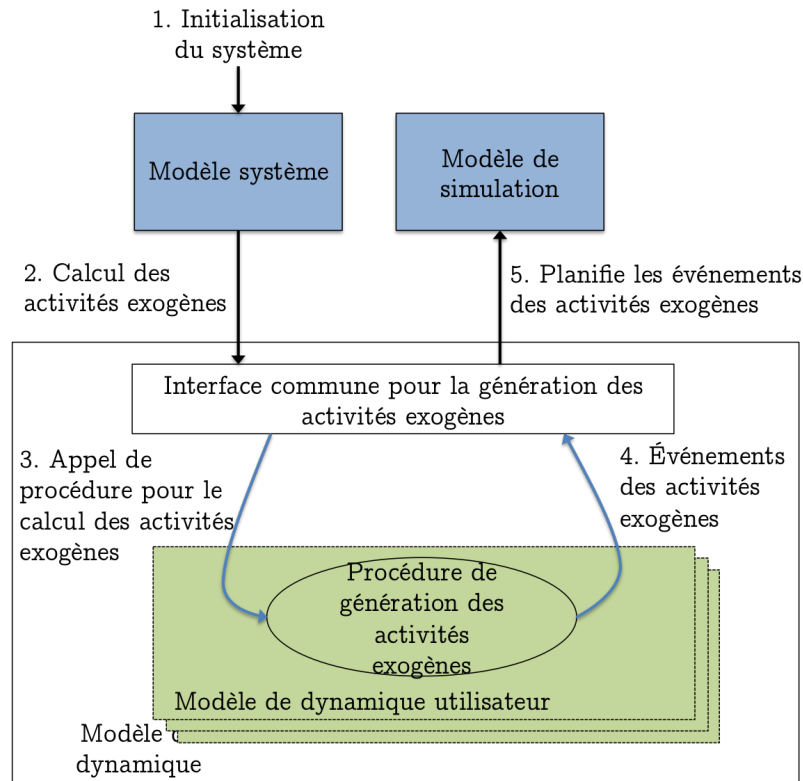 1. Initialisation
du système
Modèle système
Modèle de
simulation
2. Calcul des
activités exogènes
5. Planifie les événements
des activités exogènes
Interface commune pour la génération des
activités exogènes
3. Appel de
procédure pour le
calcul des activités
exogènes
4. Événements
des activités
exogènes
Procédure de
génération des
activités
exogènes
Modèle de dynamique utilisateur
Modèle
dynamique